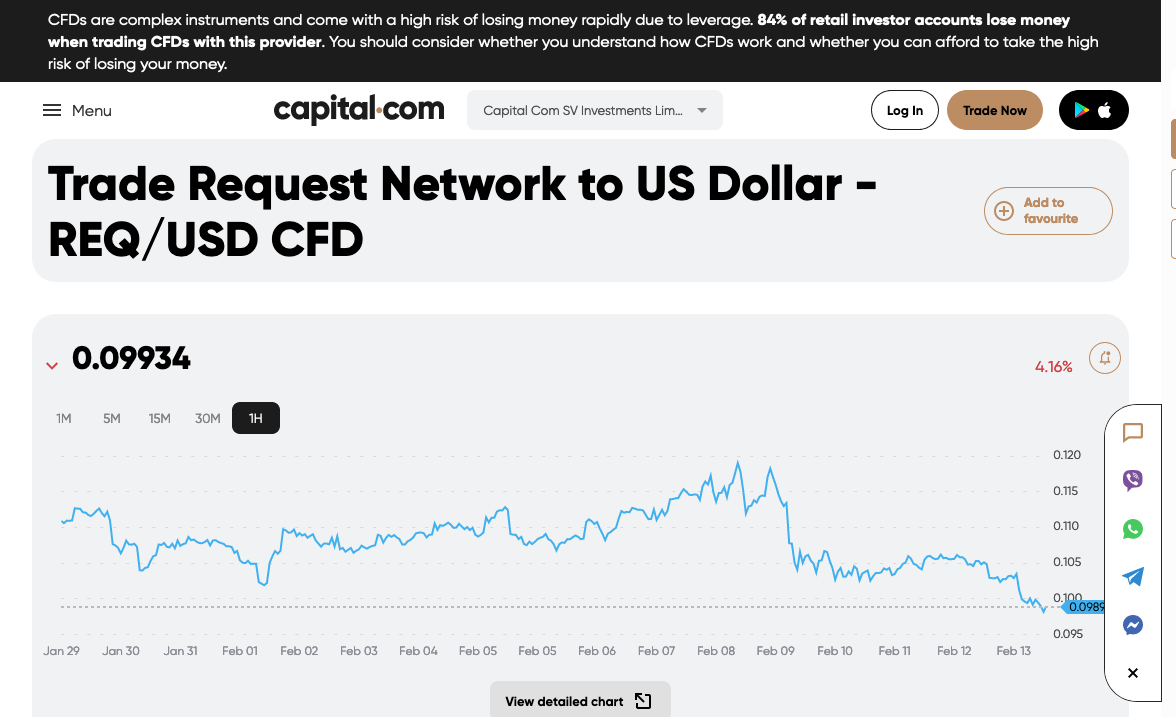 CFDs are complex instruments and come with a high risk of losing money rapidly due to leverage. 84% of retail investor accounts lose money
when trading CFDs with this provider. You should consider whether you understand how CFDs work and whether you can afford to take the high
risk of losing your money.
Menu
capital.com
Capital Com SV Investments Lim...
Log In
Trade Now
Trade Request Network to US Dollar -
REQ/USD CFD
Add to
favourite
0.09934
4.16%
1M 5M 15M 30M 1H
0.120
0.115
0.110
0.105
0.100
0.0989
0.095
Jan 29 Jan 30 Jan 31 Feb 01 Feb 02 Feb 03 Feb 04 Feb 05 Feb 05 Feb 06 Feb 07 Feb 08 Feb 09 Feb 10 Feb 11 Feb 12 Feb 13
View detailed chart